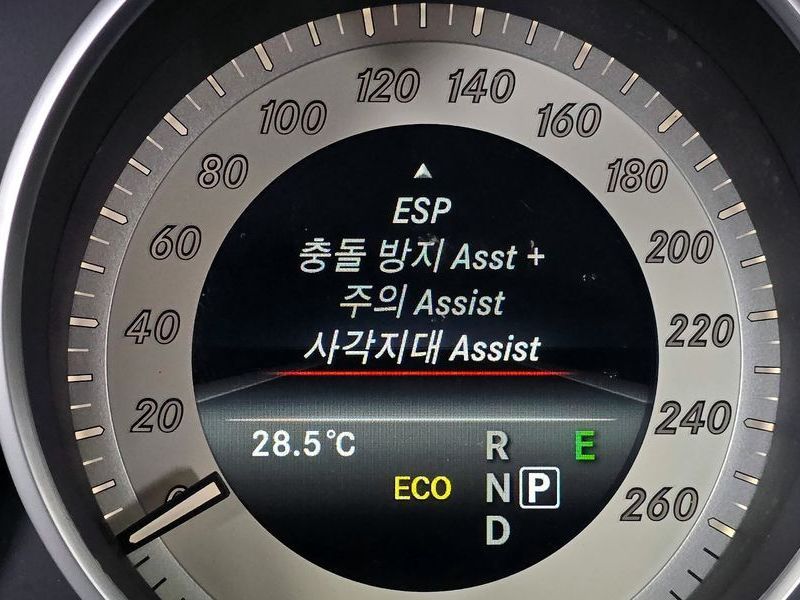 120 140
100 160
80 180
60 200
40 220
20 240
260
▲
ESP
충돌 방지 Asst +
주의 Assist
사각지대 Assist
28.5°C
R E
ECO N P
D